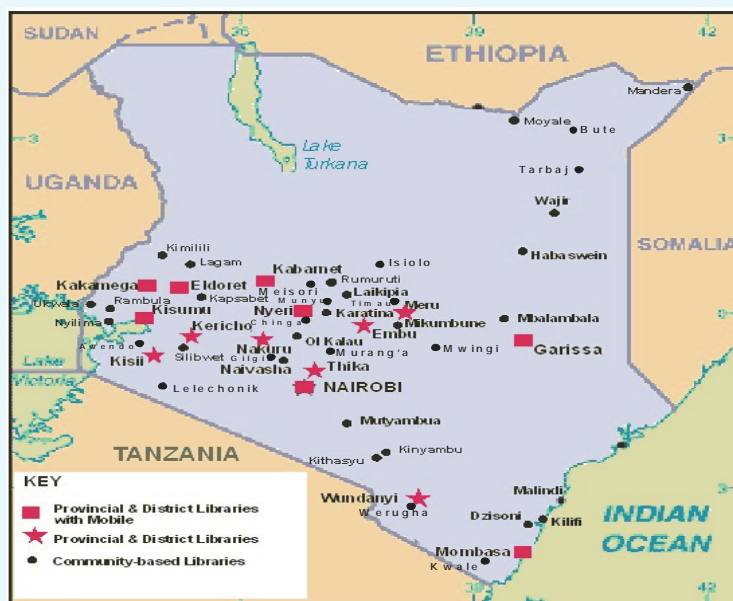 SUDAN
36
39
42
ETHIOPIA
Mandera
Moyale
Bute
3
3
Lake
Turkana
Tarbaj
UGANDA
Wajir
SOMALIA
Kimilili
Lagam
Isiolo
Habaswein
Kabarnet
Kakamega
Eldoret
Meisori
Rumuruti
Laikipia
Ukwala
Rambula
Kapsabet
Munyu
Timau
Meru
Kisumu
Nyeri
Karatina
Nyilima
Kericho
Chinga
Embu
Mikumbune
Mbalambala
Awendo
Ol Kalau
Garissa
Lake
Victoria
Kisii
Silibwet
Gilgi
Nakuru
Murang'a
Mwingi
Naivasha
Thika
Lelechonik
NAIROBI
Mutyambua
TANZANIA
Kinyambu
Kithasyu
KEY
Provincial & District Libraries
with Mobile
Provincial & District Libraries
Community-based Libraries
Wundanyi
Werugha
Malindi
3
Dzisoni
Kilifi
INDIAN
OCEAN
Mombasa
Kwale
39
42